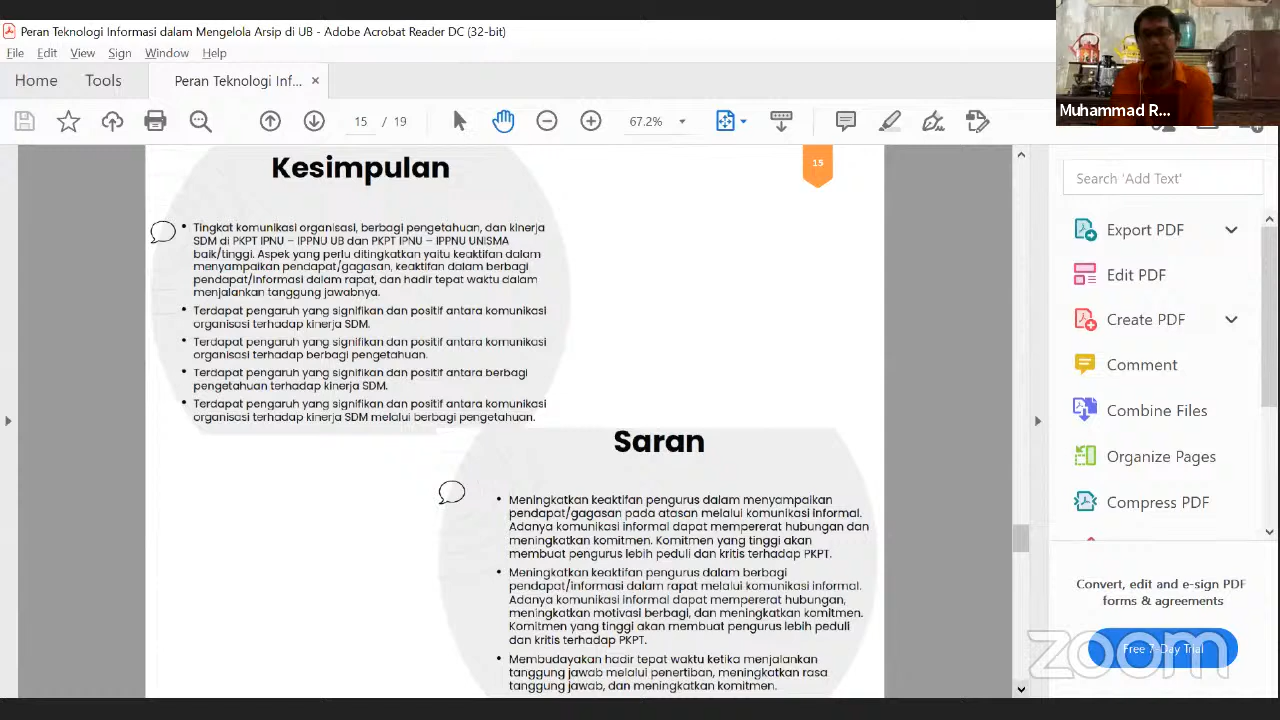 Peran Teknologi Informasi dalam Mengelola Arsip di UB - Adobe Acrobat Reader DC (32-bit)
File Edit View Sign Window Help
Home Tools Peran Teknologi Inf... ×
15 / 19 67.2%
Muhammad R...
Kesimpulan
15
• Tingkat komunikasi organisasi, berbagi pengetahuan, dan kinerja
SDM di PKPT IPNU – IPPNU UB dan PKPT IPNU – IPPNU UNISMA
baik/tinggi. Aspek yang perlu ditingkatkan yaitu keaktifan dalam
menyampaikan pendapat/gagasan, keaktifan dalam berbagi
pendapat/informasi dalam rapat, dan hadir tepat waktu dalam
menjalankan tanggung jawabnya.
• Terdapat pengaruh yang signifikan dan positif antara komunikasi
organisasi terhadap kinerja SDM.
• Terdapat pengaruh yang signifikan dan positif antara komunikasi
organisasi terhadap berbagi pengetahuan.
• Terdapat pengaruh yang signifikan dan positif antara berbagi
pengetahuan terhadap kinerja SDM.
• Terdapat pengaruh yang signifikan dan positif antara komunikasi
organisasi terhadap kinerja SDM melalui berbagi pengetahuan.
Saran
• Meningkatkan keaktifan pengurus dalam menyampaikan
pendapat/gagasan pada atasan melalui komunikasi informal.
Adanya komunikasi informal dapat mempererat hubungan dan
meningkatkan komitmen. Komitmen yang tinggi akan
membuat pengurus lebih peduli dan kritis terhadap PKPT.
• Meningkatkan keaktifan pengurus dalam berbagi
pendapat/informasi dalam rapat melalui komunikasi informal.
Adanya komunikasi informal dapat mempererat hubungan,
meningkatkan motivasi berbagi, dan meningkatkan komitmen.
Komitmen yang tinggi akan membuat pengurus lebih peduli
dan kritis terhadap PKPT.
• Membudayakan hadir tepat waktu ketika menjalankan
tanggung jawab melalui penertiban, meningkatkan rasa
tanggung jawab, dan meningkatkan komitmen.
Search 'Add Text'
Export PDF
Edit PDF
Create PDF
Comment
Combine Files
Organize Pages
Compress PDF
Convert, edit and e-sign PDF
forms & agreements
Free 7-Day Trial
zoom